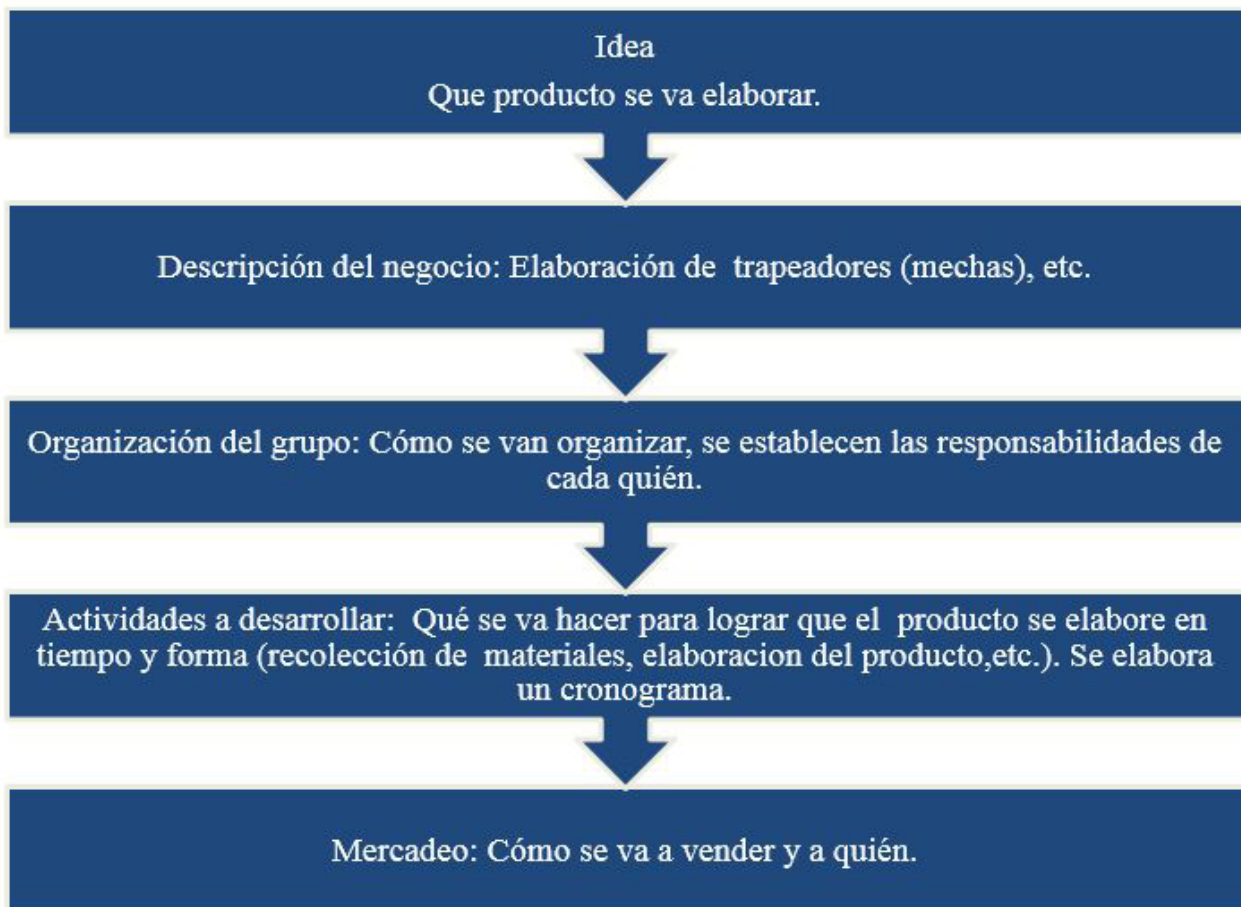 Idea
Que producto se va elaborar.
Descripción del negocio: Elaboración de  trapeadores (mechas), etc.
Organización del grupo: Cómo se van organizar, se establecen las responsabilidades de
cada quién.
Actividades a desarrollar:  Qué se va hacer para lograr que el  producto se elabore en
tiempo y forma (recolección de  materiales, elaboracion del producto,etc.). Se elabora
un cronograma.
Mercadeo: Cómo se va a vender y a quién.